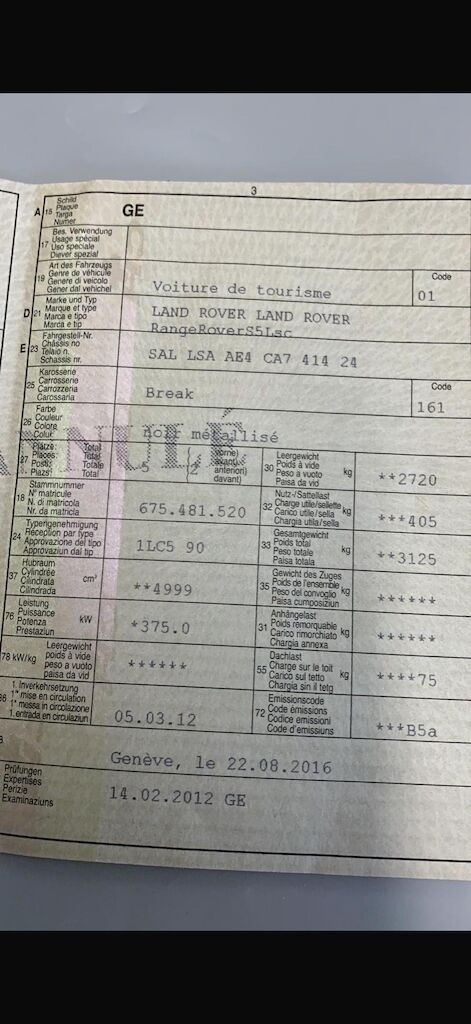 3
A 15 Schild
Plaque
Targa
Numer
GE
17 Bes. Verwendung
Usage spécial
Uso speciale
Diever spezial
19 Art des Fahrzeugs
Genre de véhicule
Genere di veicolo
Gener dal vehichel
Voiture de tourisme
Code
01
D 21 Marke und Typ
Marque et type
Marca e tipo
Marca e tip
LAND ROVER LAND ROVER
RangeRoverS5Lsc
E 23 Fahrgestell-Nr.
Châssis no
Telaio n.
Schassis nr.
SAL LSA AE4 CA7 414 24
25 Karosserie
Carrosserie
Carrozzeria
Carossaria
Break
Code
161
26 Farbe
Couleur
Colore
Colur
noir métallisé
ANNULÉ
27 Plätze: Total
Places: Total
Posti: Totale
Plazs: Total
5
(2
vorne)
avant)
anteriori)
davant)
30 Leergewicht
Poids à vide
Peso a vuoto
Paisa da vid
kg
**2720
18 Stammnummer
N° matricule
N. di matricola
Nr. da matricla
675.481.520
32 Nutz-/Sattellast
Charge utile/sellette
Carico utile/sella
Chargia utila/sella
kg
***405
24 Typengenehmigung
Réception par type
Approvazione del tipo
Approvaziun dal tip
1LC5 90
33 Gesamtgewicht
Poids total
Peso totale
Paisa totala
kg
**3125
37 Hubraum
Cylindrée
Cilindrata
Cilindrada
cm³
**4999
35 Gewicht des Zuges
Poids de l'ensemble
Peso del convoglio
Paisa cumposiziun
kg
******
76 Leistung
Puissance
Potenza
Prestaziun
kW
*375.0
31 Anhängelast
Poids remorquable
Carico rimorchiato
Chargia annexa
kg
******
78 kW/kg
Leergewicht
poids à vide
peso a vuoto
paisa da vid
******
55 Dachlast
Charge sur le toit
Carico sul tetto
Chargia sin il tetg
kg
****75
36 1. Inverkehrsetzung
1re mise en circulation
1a messa in circolazione
1. entrada en circulaziun
05.03.12
72 Emissionscode
Code émissions
Codice emissioni
Code d'emissiuns
***B5a
Genève, le 22.08.2016
Prüfungen
Expertises
Perizie
Examinaziuns
14.02.2012 GE